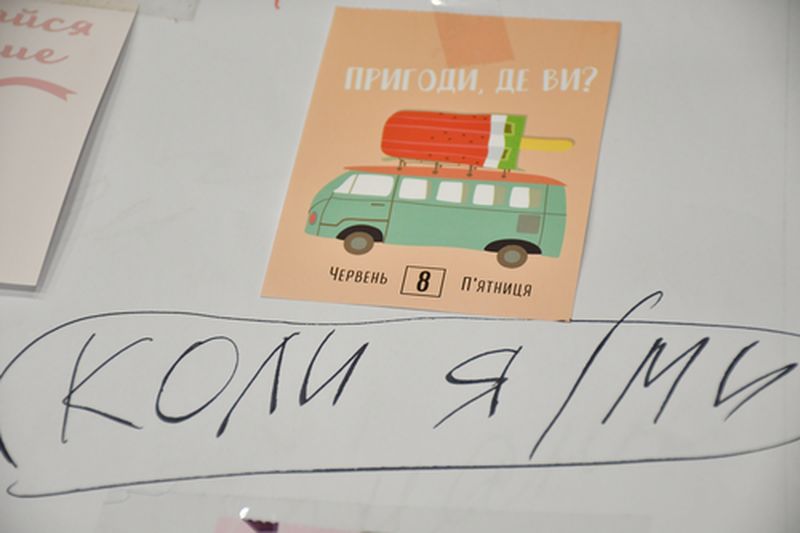 ПРИГОДИ, ДЕ ВИ?
ЧЕРВЕНЬ 8 П'ЯТНИЦЯ
КОЛИ Я/МИ